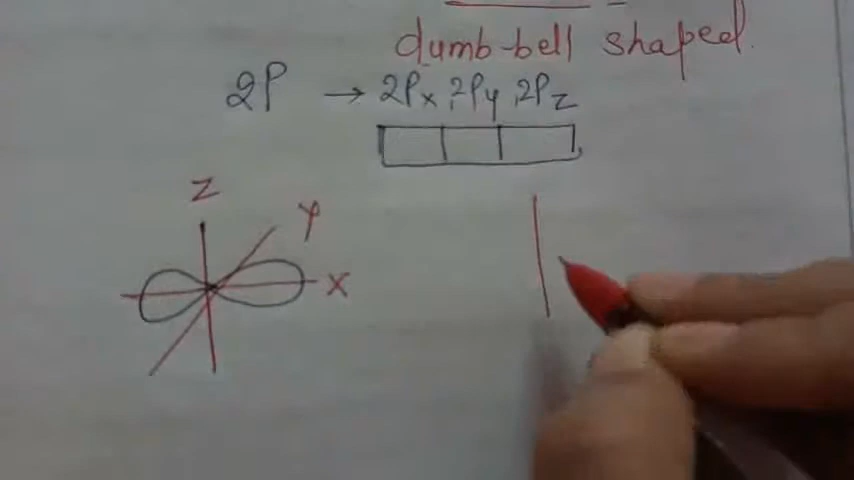 dumb-bell shaped.
2P → 2Px, 2Py, 2Pz
Z
Y
X